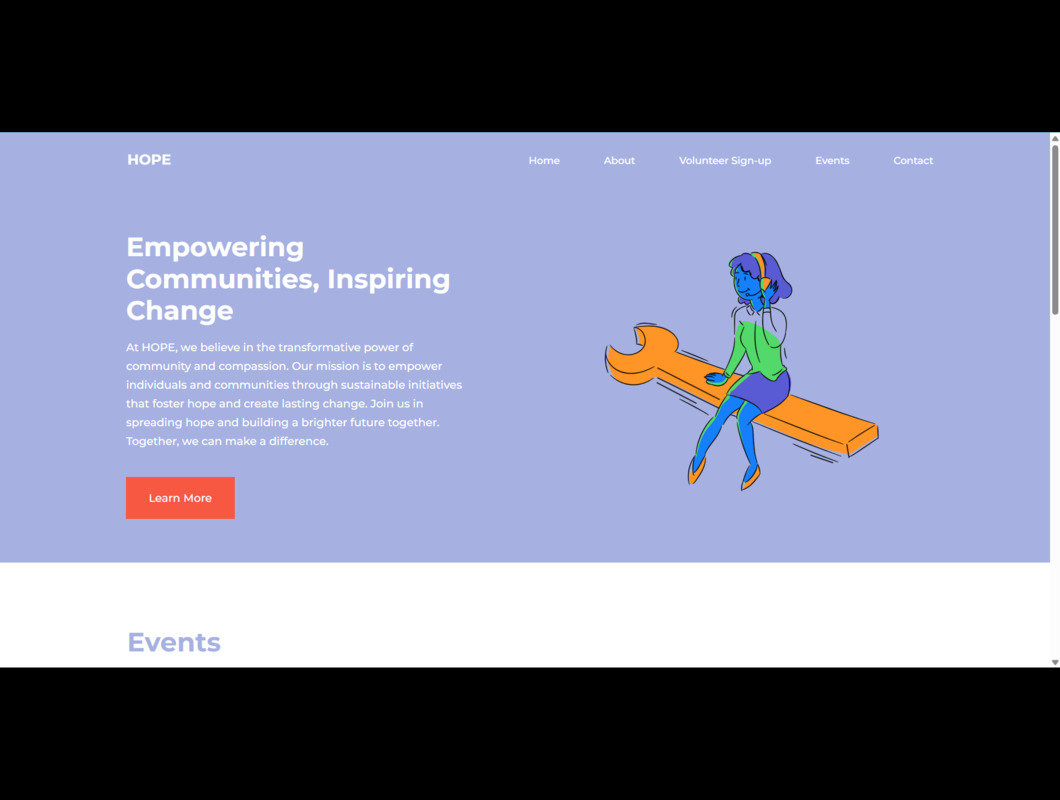 HOPE
Home About Volunteer Sign-up Events Contact
Empowering
Communities, Inspiring
Change
At HOPE, we believe in the transformative power of
community and compassion. Our mission is to empower
individuals and communities through sustainable initiatives
that foster hope and create lasting change. Join us in
spreading hope and building a brighter future together.
Together, we can make a difference.
Learn More
Events